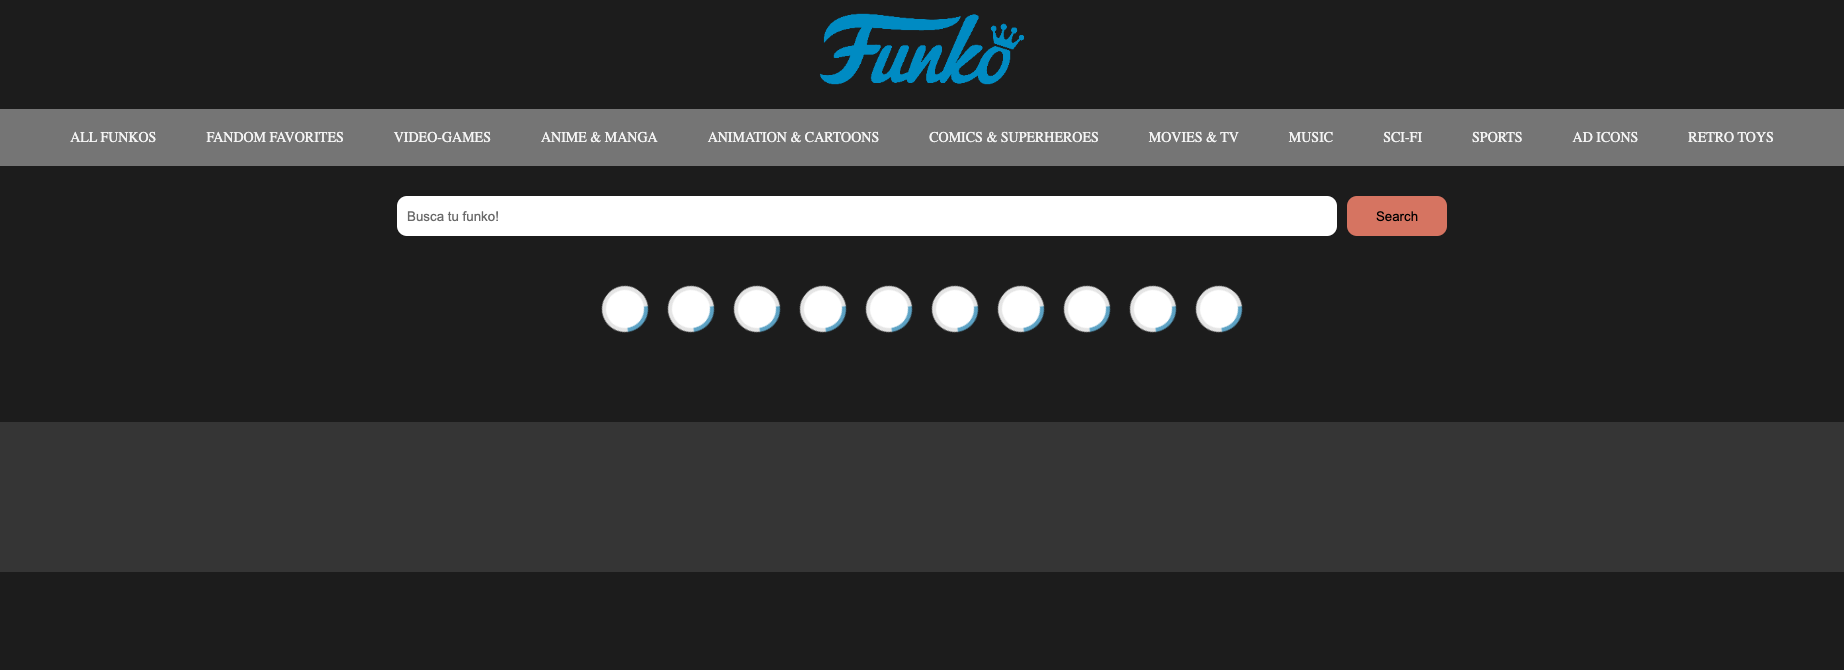 Funko
ALL FUNKOS FANDOM FAVORITES VIDEO-GAMES ANIME & MANGA ANIMATION & CARTOONS COMICS & SUPERHEROES MOVIES & TV MUSIC SCI-FI SPORTS AD ICONS RETRO TOYS
Busca tu funko! Search